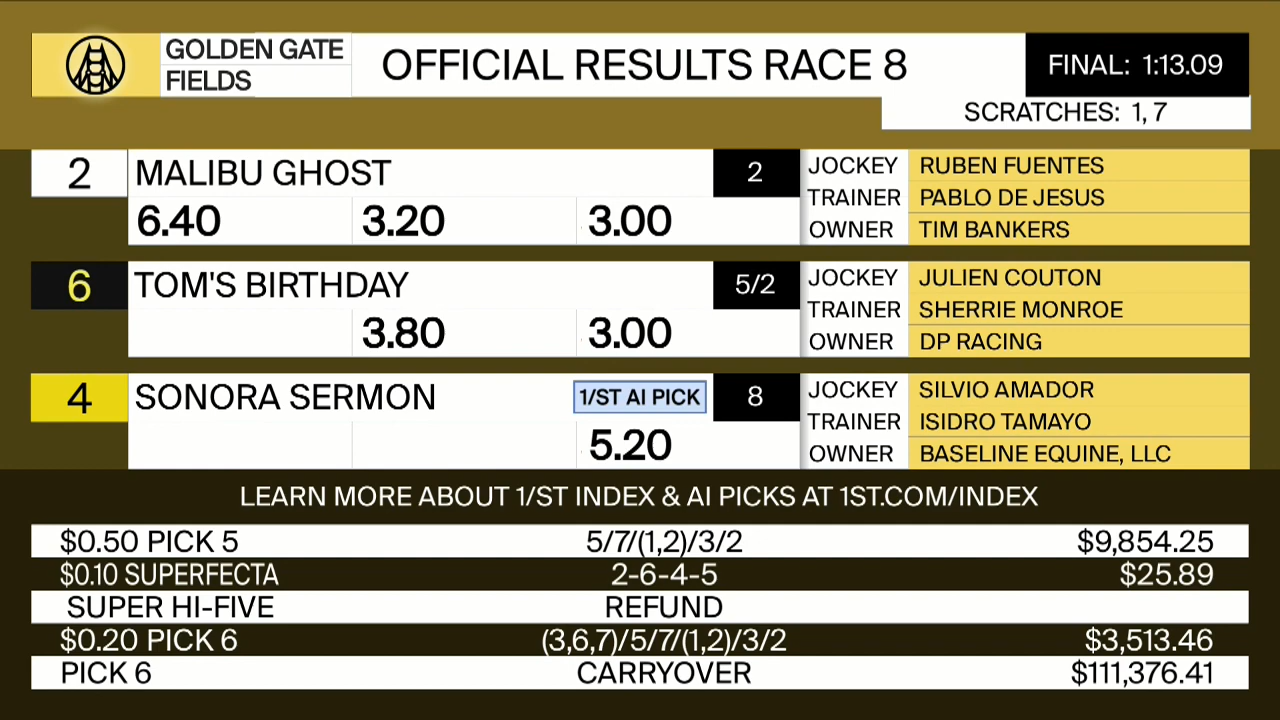 GOLDEN GATE
FIELDS
OFFICIAL RESULTS RACE 8
FINAL: 1:13.09
SCRATCHES: 1, 7
2 MALIBU GHOST 2
6.40 3.20 3.00
JOCKEY RUBEN FUENTES
TRAINER PABLO DE JESUS
OWNER TIM BANKERS
6 TOM'S BIRTHDAY 5/2
3.80 3.00
JOCKEY JULIEN COUTON
TRAINER SHERRIE MONROE
OWNER DP RACING
4 SONORA SERMON 1/ST AI PICK 8
5.20
JOCKEY SILVIO AMADOR
TRAINER ISIDRO TAMAYO
OWNER BASELINE EQUINE, LLC
LEARN MORE ABOUT 1/ST INDEX & AI PICKS AT 1ST.COM/INDEX
$0.50 PICK 5 5/7/(1,2)/3/2 $9,854.25
$0.10 SUPERFECTA 2-6-4-5 $25.89
SUPER HI-FIVE REFUND
$0.20 PICK 6 (3,6,7)/5/7/(1,2)/3/2 $3,513.46
PICK 6 CARRYOVER $111,376.41